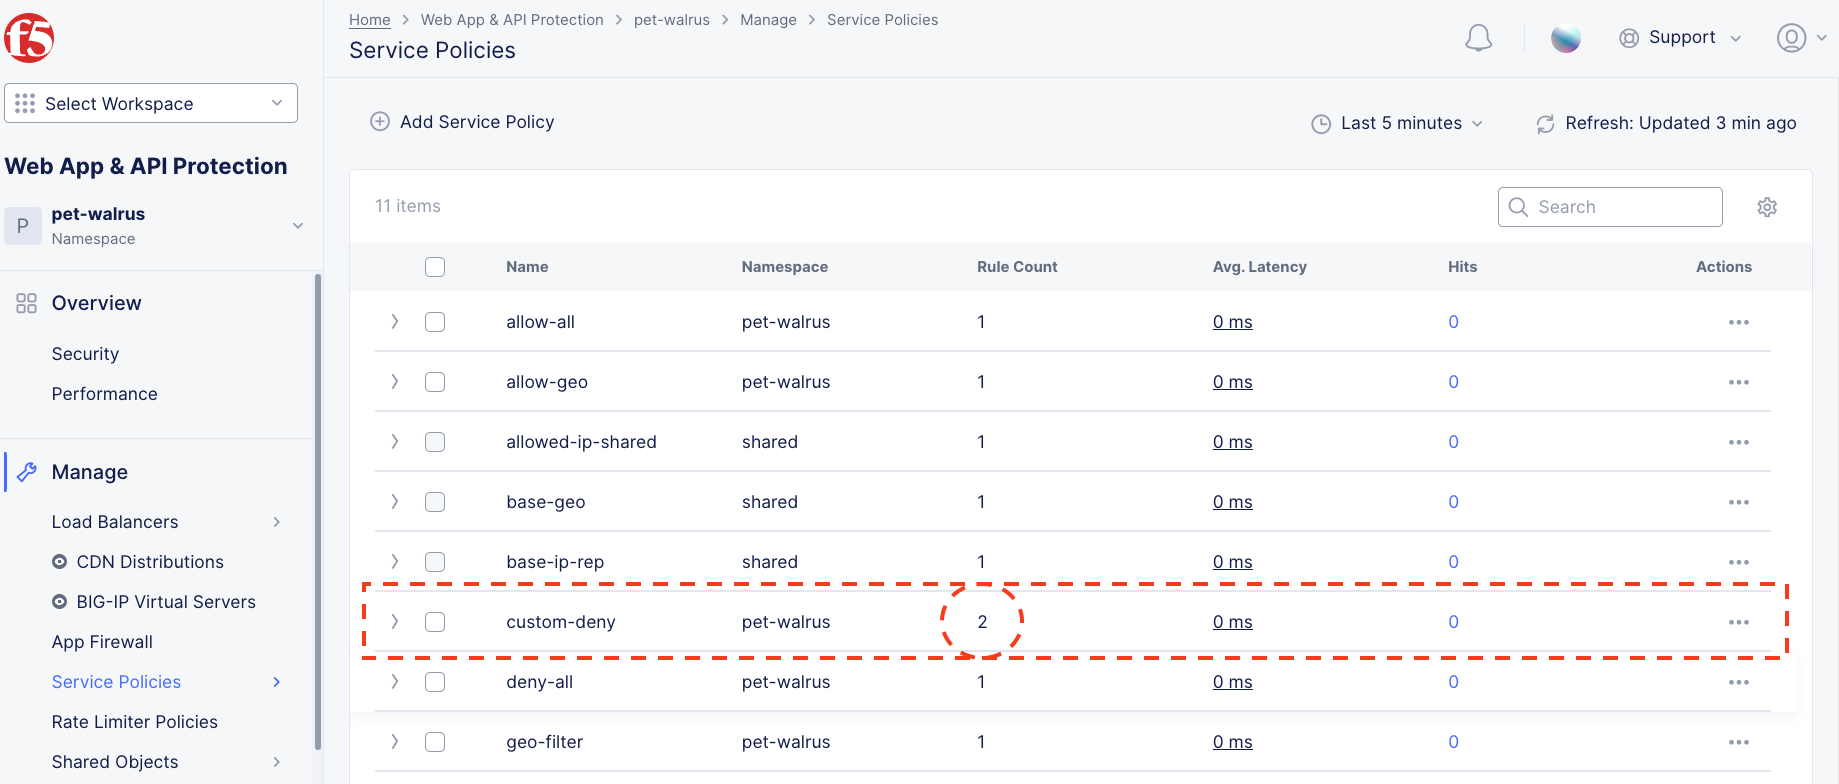 f5
Home > Web App & API Protection > pet-walrus > Manage > Service Policies
Service Policies
Support
Select Workspace
Web App & API Protection
P
pet-walrus
Namespace
Overview
Security
Performance
Manage
Load Balancers
CDN Distributions
BIG-IP Virtual Servers
App Firewall
Service Policies
Rate Limiter Policies
Shared Objects
Add Service Policy
Last 5 minutes
Refresh: Updated 3 min ago
11 items
Search
Name Namespace Rule Count Avg. Latency Hits Actions
allow-all pet-walrus 1 0 ms 0
allow-geo pet-walrus 1 0 ms 0
allowed-ip-shared shared 1 0 ms 0
base-geo shared 1 0 ms 0
base-ip-rep shared 1 0 ms 0
custom-deny pet-walrus 2 0 ms 0
deny-all pet-walrus 1 0 ms 0
geo-filter pet-walrus 1 0 ms 0